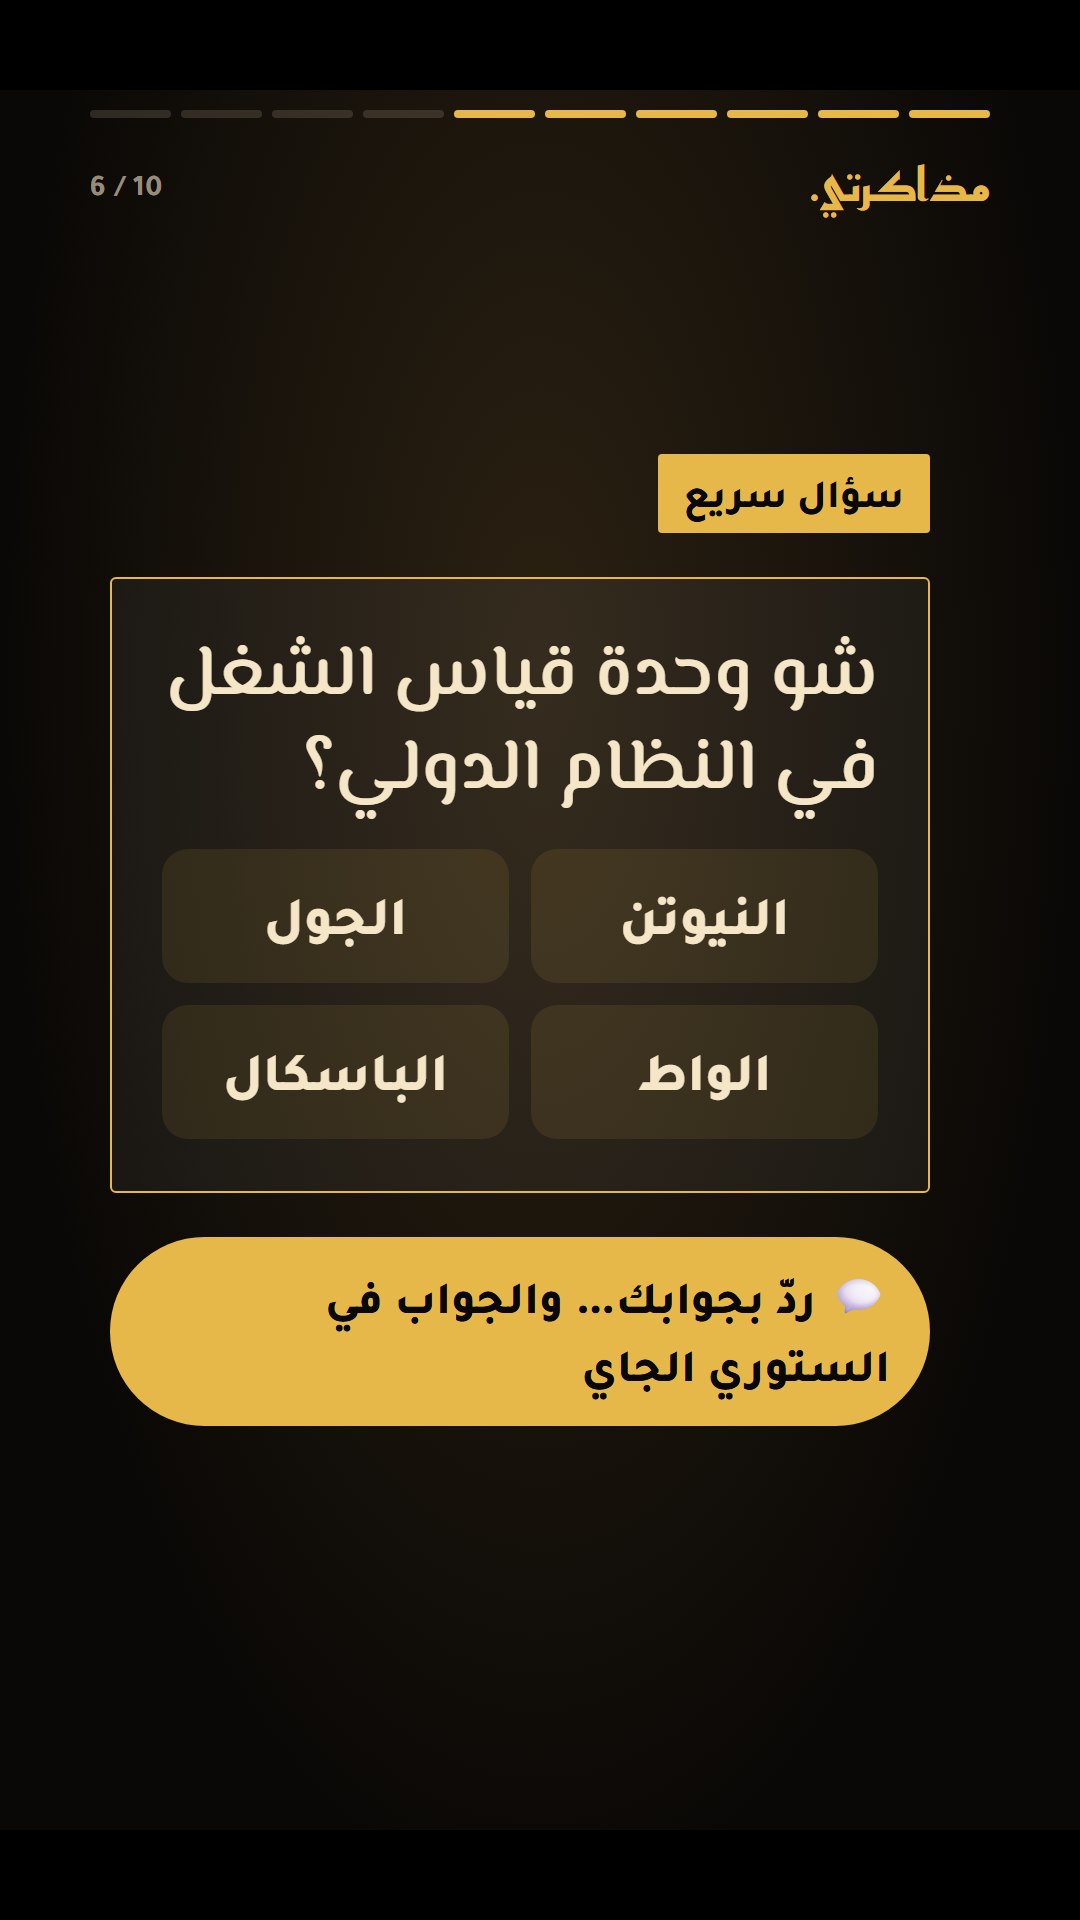 مذاكرتي.
6 / 10
سؤال سريع
شو وحدة قياس الشغل
في النظام الدولي؟
النيوتن
الجول
الواط
الباسكال
💬 ردّ بجوابك... والجواب في
الستوري الجاي